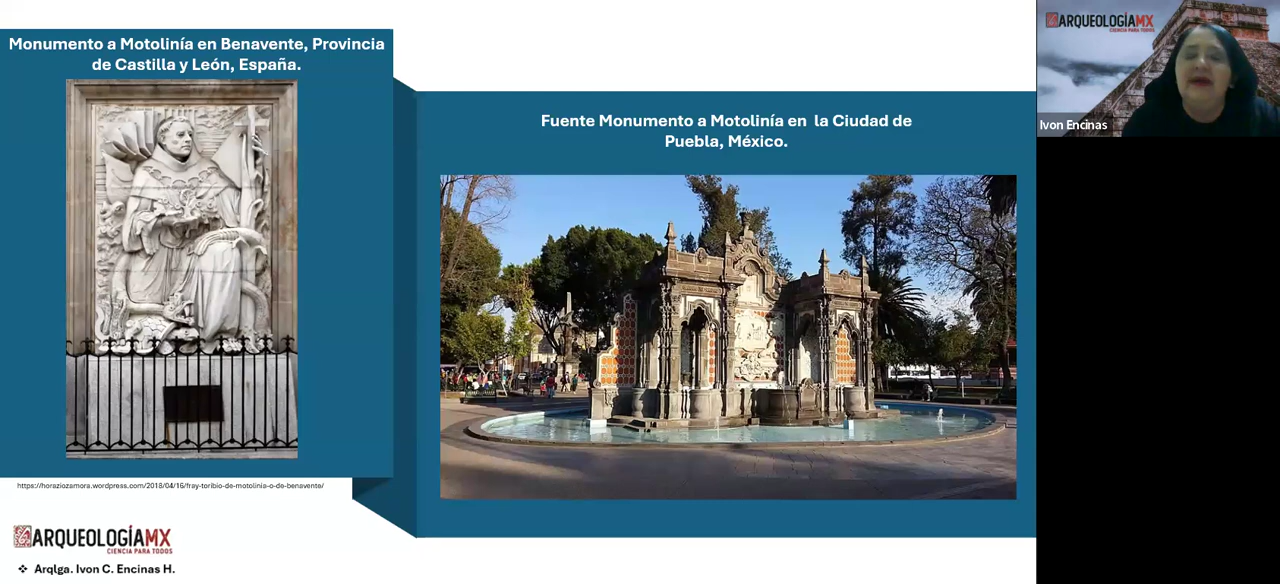 Monumento a Motolinía en Benavente, Provincia
de Castilla y León, España.
Fuente Monumento a Motolinía en la Ciudad de
Puebla, México.
https://horaziozamora.wordpress.com/2018/04/16/fray-toribio-de-motolinia-o-de-benavente/
ARQUEOLOGÍAMX
CIENCIA PARA TODOS
❖ Arqlga. Ivon C. Encinas H.
ARQUEOLOGÍAMX
CIENCIA PARA TODOS
Ivon Encinas